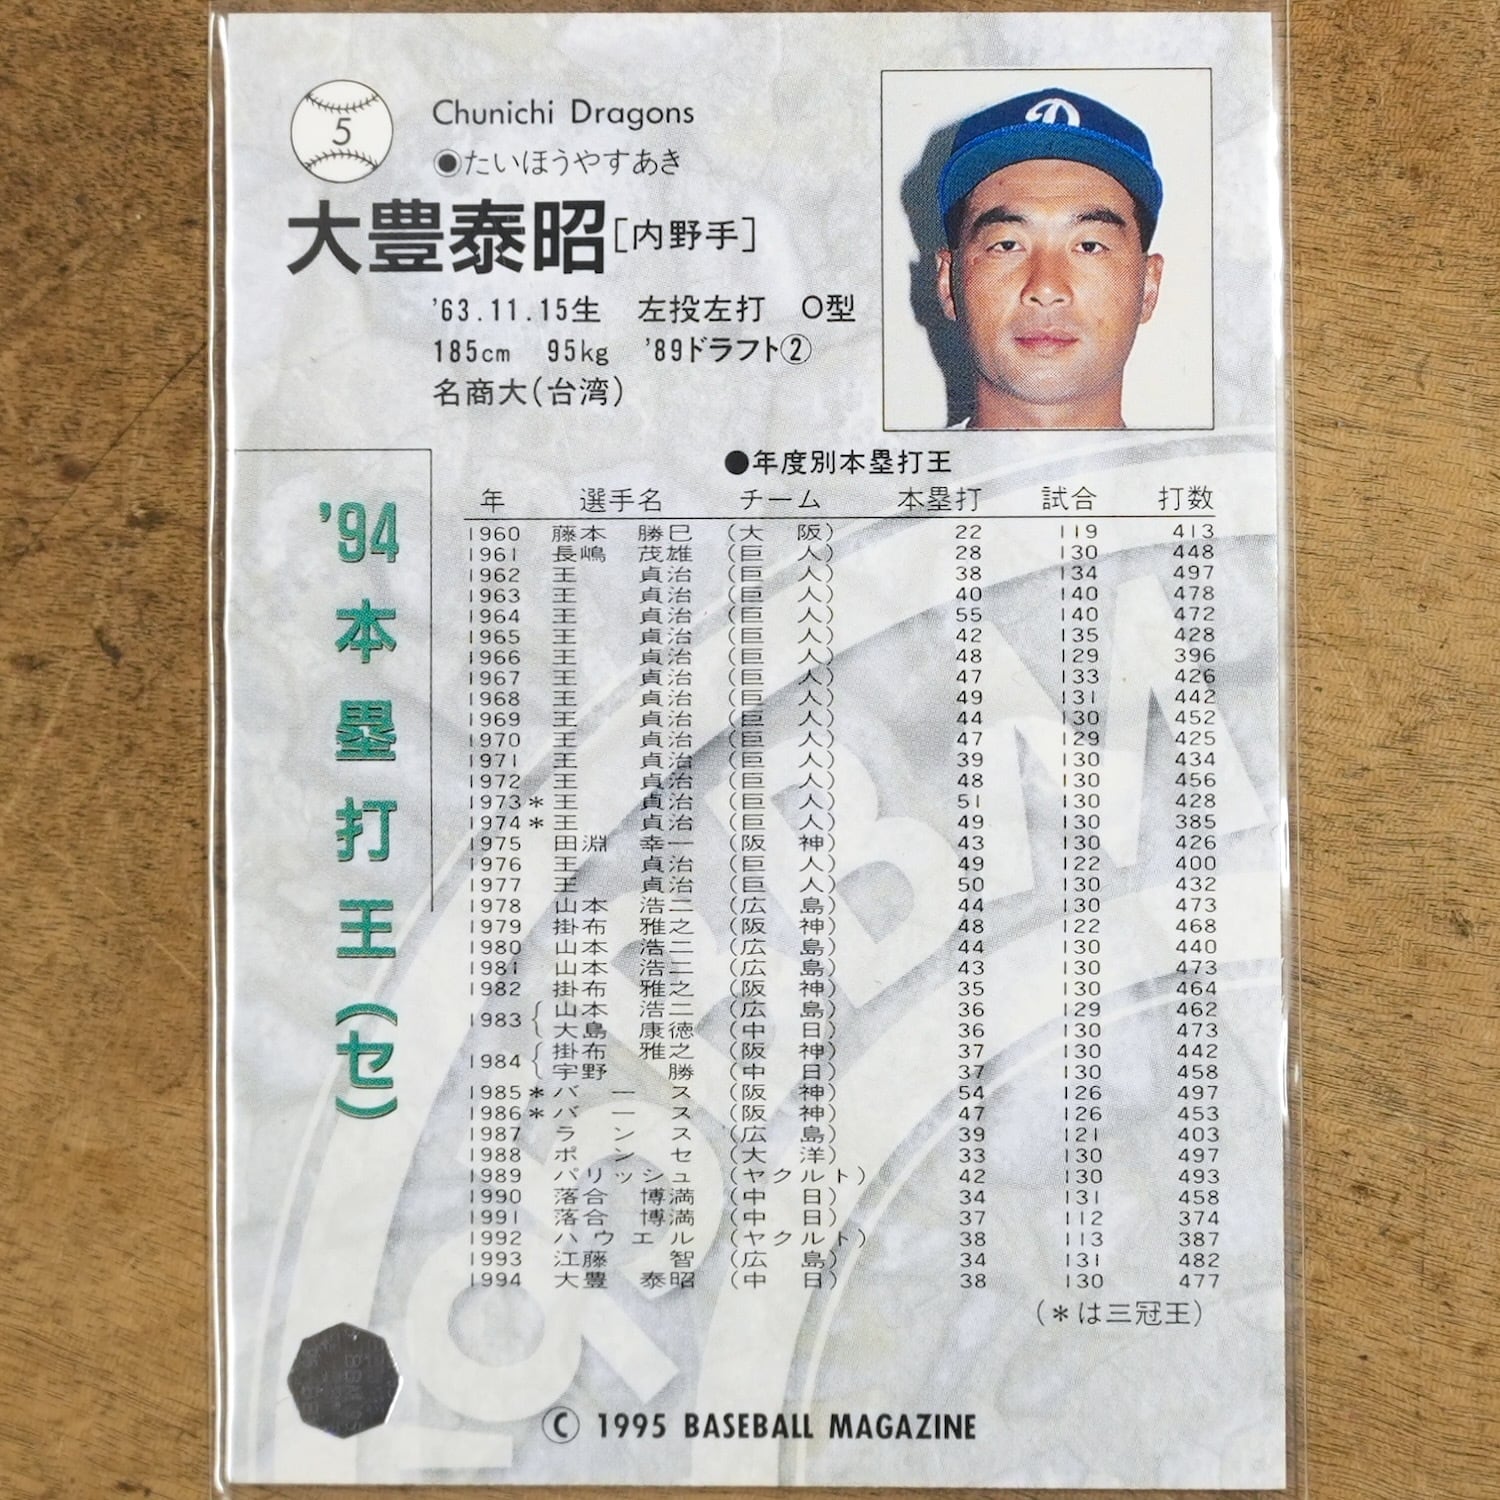 5
Chunichi Dragons
◉たいほうやすあき
大豊泰昭[内野手]
'63.11.15生 左投左打 O型
185cm 95kg '89ドラフト②
名商大(台湾)
'94本塁打王(セ)
●年度別本塁打王
年 選手名 チーム 本塁打 試合 打数
1960 藤本 勝巳 (大阪) 22 119 413
1961 長嶋 茂雄 (巨人) 28 130 448
1962 王 貞治 (巨人) 38 134 497
1963 王 貞治 (巨人) 40 140 478
1964 王 貞治 (巨人) 55 140 472
1965 王 貞治 (巨人) 42 135 428
1966 王 貞治 (巨人) 48 129 396
1967 王 貞治 (巨人) 47 133 426
1968 王 貞治 (巨人) 49 131 442
1969 王 貞治 (巨人) 44 130 452
1970 王 貞治 (巨人) 47 129 425
1971 王 貞治 (巨人) 39 130 434
1972 王 貞治 (巨人) 48 130 456
1973 *王 貞治 (巨人) 51 130 428
1974 *王 貞治 (巨人) 49 130 385
1975 田淵 幸一 (阪神) 43 130 426
1976 王 貞治 (巨人) 49 122 400
1977 王 貞治 (巨人) 50 130 432
1978 山本 浩二 (広島) 44 130 473
1979 掛布 雅之 (阪神) 48 122 468
1980 山本 浩二 (広島) 44 130 440
1981 山本 浩二 (広島) 43 130 473
1982 掛布 雅之 (阪神) 35 130 464
1983 { 山本 浩二 (広島) 36 129 462
大島 康徳 (中日) 36 130 473
1984 { 掛布 雅之 (阪神) 37 130 442
宇野 勝 (中日) 37 130 458
1985 *バース (阪神) 54 126 497
1986 *バース (阪神) 47 126 453
1987 ランス (広島) 39 121 403
1988 ポンセ (大洋) 33 130 497
1989 パリッシュ (ヤクルト) 42 130 493
1990 落合 博満 (中日) 34 131 458
1991 落合 博満 (中日) 37 112 374
1992 ハウエル (ヤクルト) 38 113 387
1993 江藤 智 (広島) 34 131 482
1994 大豊 泰昭 (中日) 38 130 477
(*は三冠王)
© 1995 BASEBALL MAGAZINE